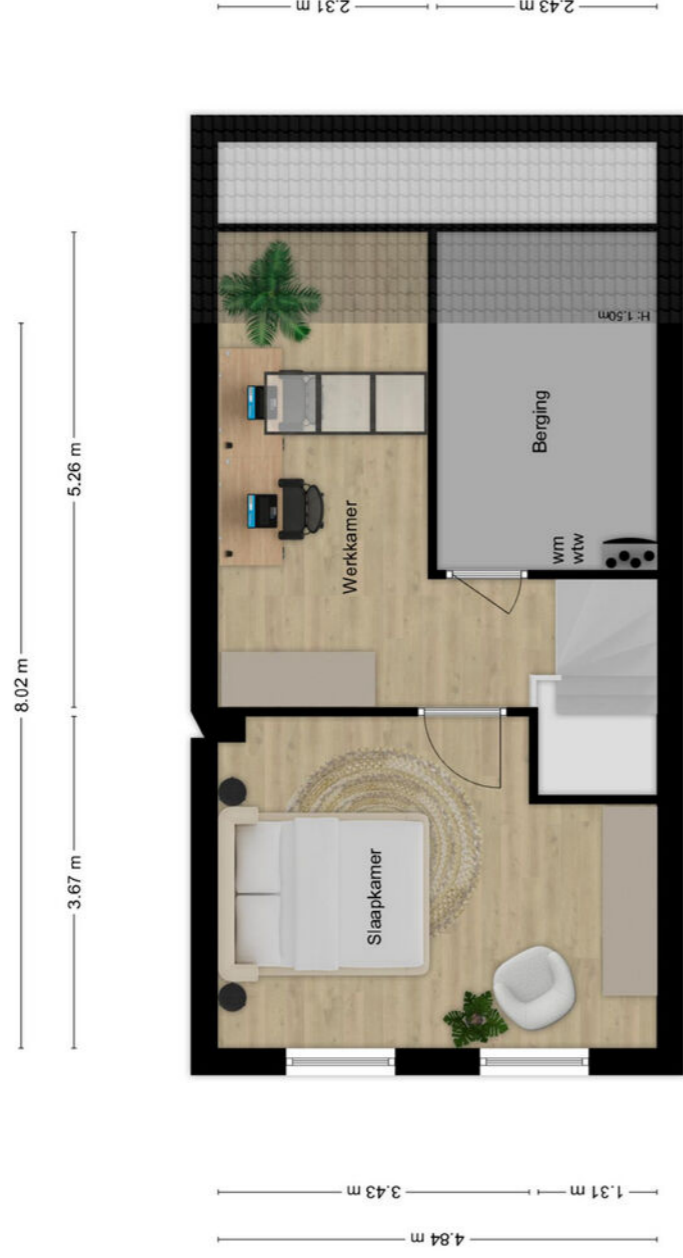 2.31 m
2.43 m
H: 1.50m
5.26 m
Berging
Werkkamer
wm
wtw
8.02 m
3.67 m
Slaapkamer
3.43 m
1.31 m
4.84 m